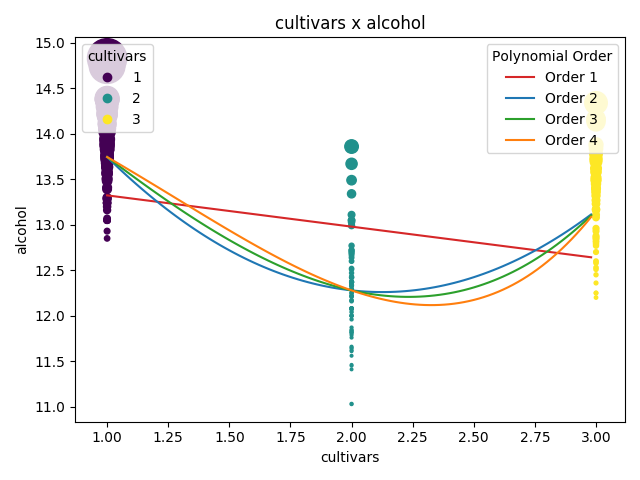 cultivars x alcohol
cultivars
1
2
3
Polynomial Order
Order 1
Order 2
Order 3
Order 4
alcohol
15.0
14.5
14.0
13.5
13.0
12.5
12.0
11.5
11.0
1.00 1.25 1.50 1.75 2.00 2.25 2.50 2.75 3.00
cultivars